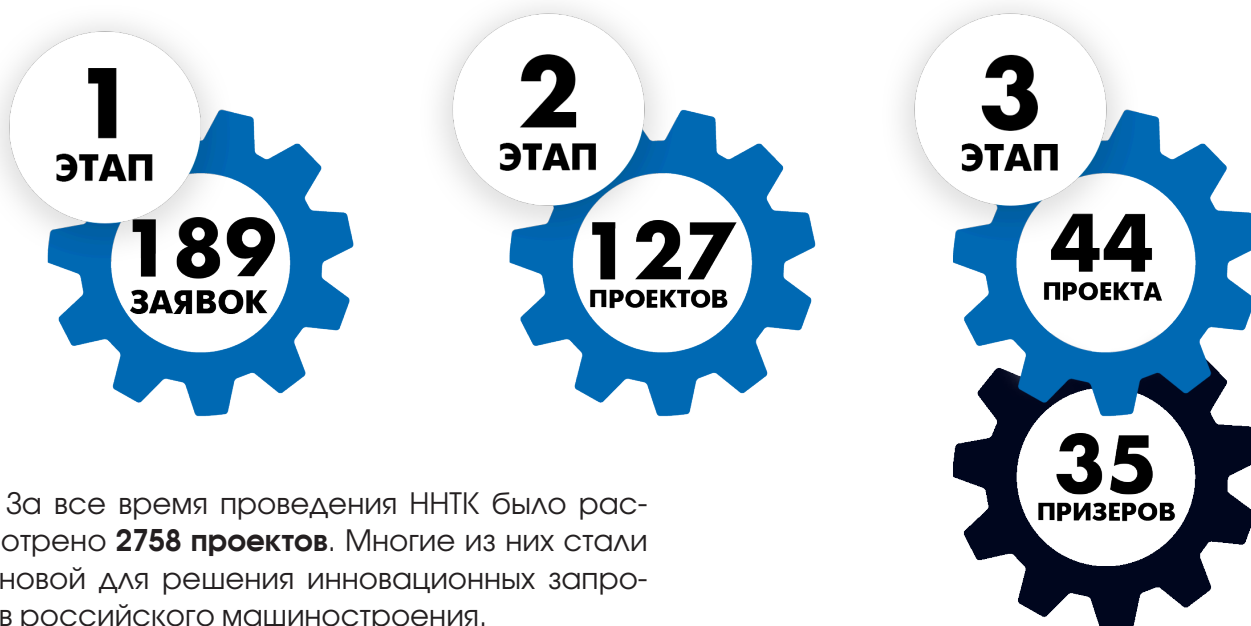 1
ЭТАП
189
ЗАЯВОК
2
ЭТАП
127
ПРОЕКТОВ
3
ЭТАП
44
ПРОЕКТА
35
ПРИЗЕРОВ
За все время проведения ННТК было рас-
отрено 2758 проектов. Многие из них стали
новой для решения инновационных запро-
в российского машиностроения.